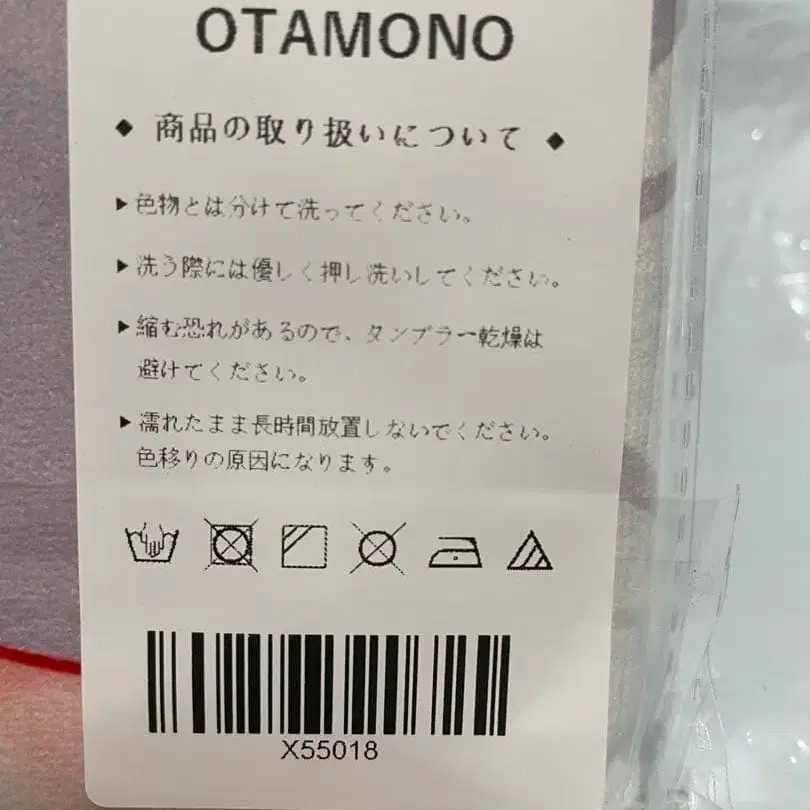 OTAMONO
◆ 商品の取り扱いについて ◆
▶色物とは分けて洗ってください。
▶洗う際には優しく押し洗いしてください。
▶縮む恐れがあるので、タンブラー乾燥は
避けてください。
▶濡れたまま長時間放置しないでください。
色移りの原因になります。
X55018